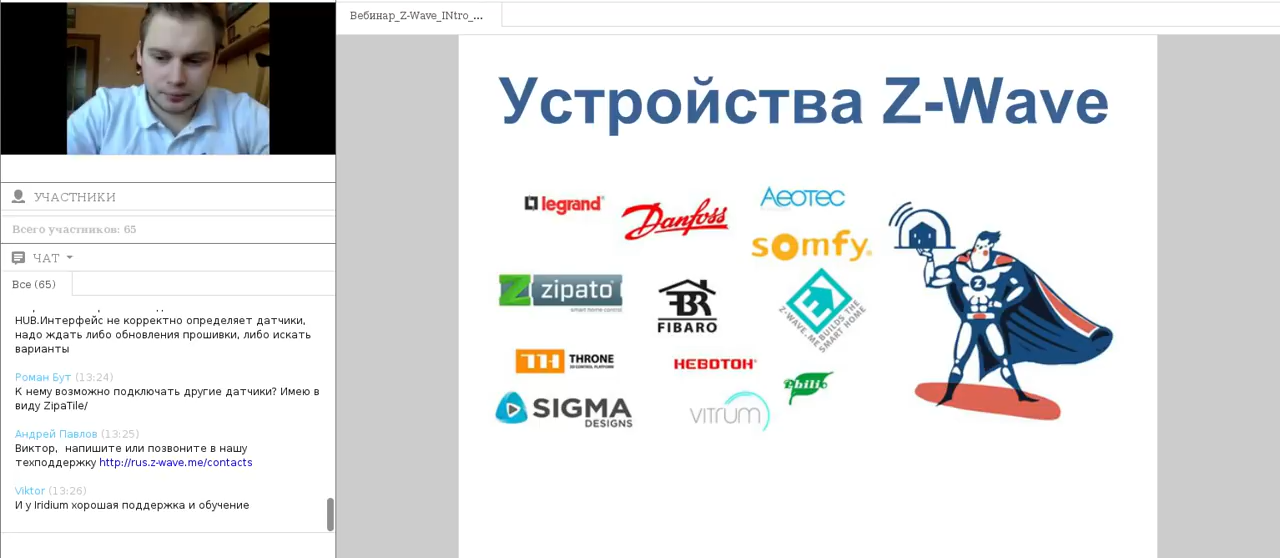 УЧАСТНИКИ
Всего участников: 65
ЧАТ
Все (65)
HUB.Интерфейс не корректно определяет датчики,
надо ждать либо обновления прошивки, либо искать
варианты
Роман Бут (13:24)
К нему возможно подключать другие датчики? Имею в
виду ZipaTile/
Андрей Павлов (13:25)
Виктор, напишите или позвоните в нашу
техподдержку http://rus.z-wave.me/contacts
Viktor (13:26)
И у Iridium хорошая поддержка и обучение
Вебинар_Z-Wave_INtro_...
Устройства Z-Wave
legrand
Danfoss
AEOTEC
somfy
Z zipato
smart home control
FIBARO
Z-WAVE.ME BUILDS THE
SMART HOME
TH THRONE
НЕВОТОН
philio
SIGMA
DESIGNS
VITRUM
Z